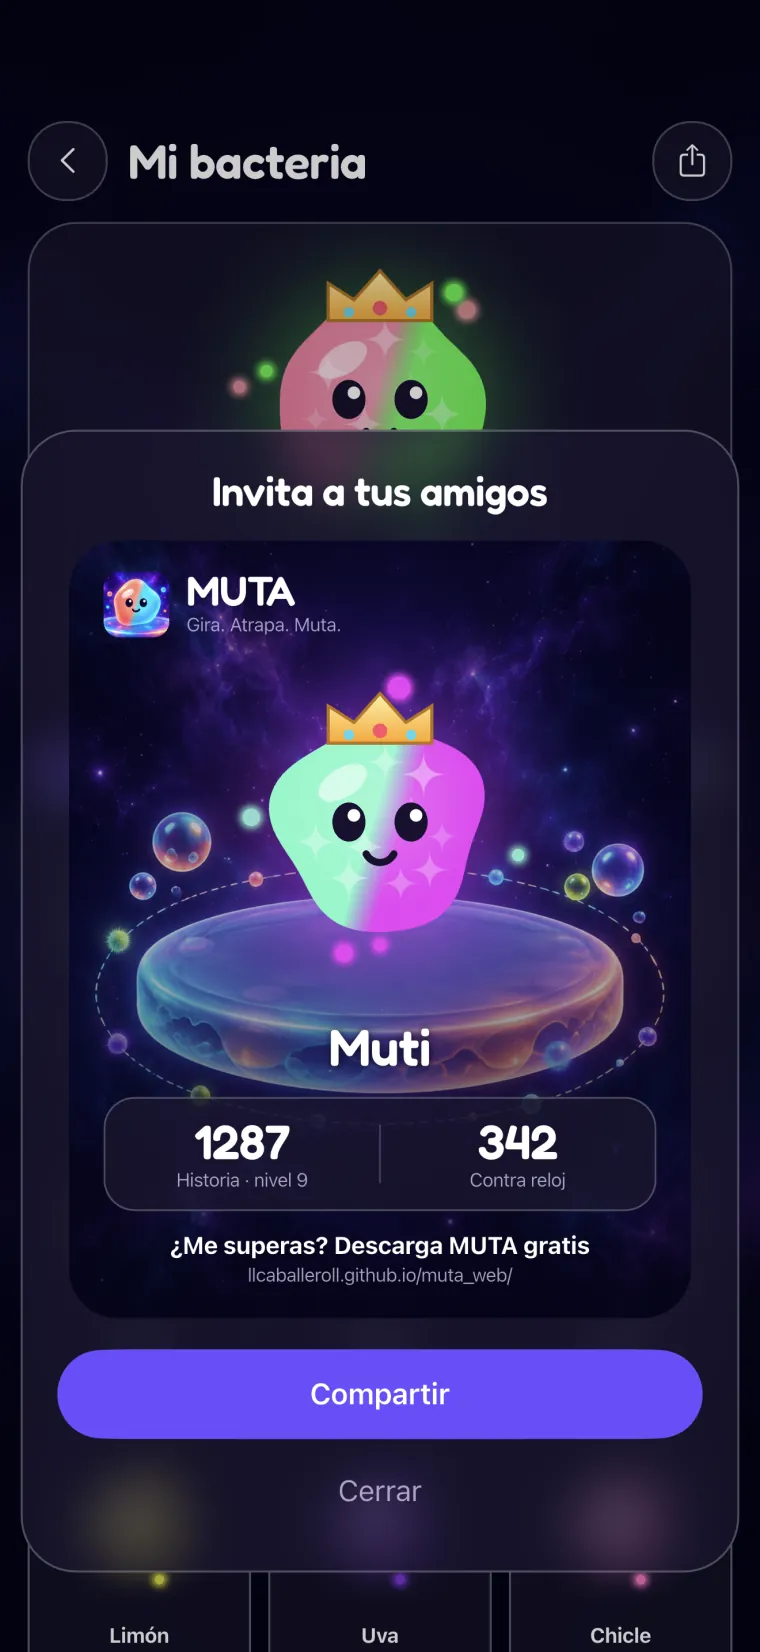 Mi bacteria
Invita a tus amigos
MUTA
Gira. Atrapa. Muta.
Muti
1287
Historia · nivel 9
342
Contra reloj
¿Me superas? Descarga MUTA gratis
llcaballeroll.github.io/muta_web/
Compartir
Cerrar
Limón
Uva
Chicle